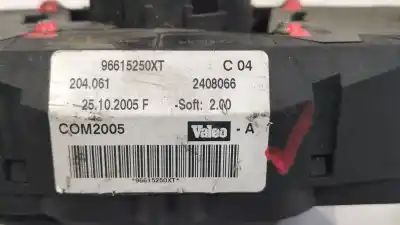 96615250XT C 04
204.061 2408066
25.10.2005 F -Soft: 2.00
COM2005 Valeo - A
*96615250XT*